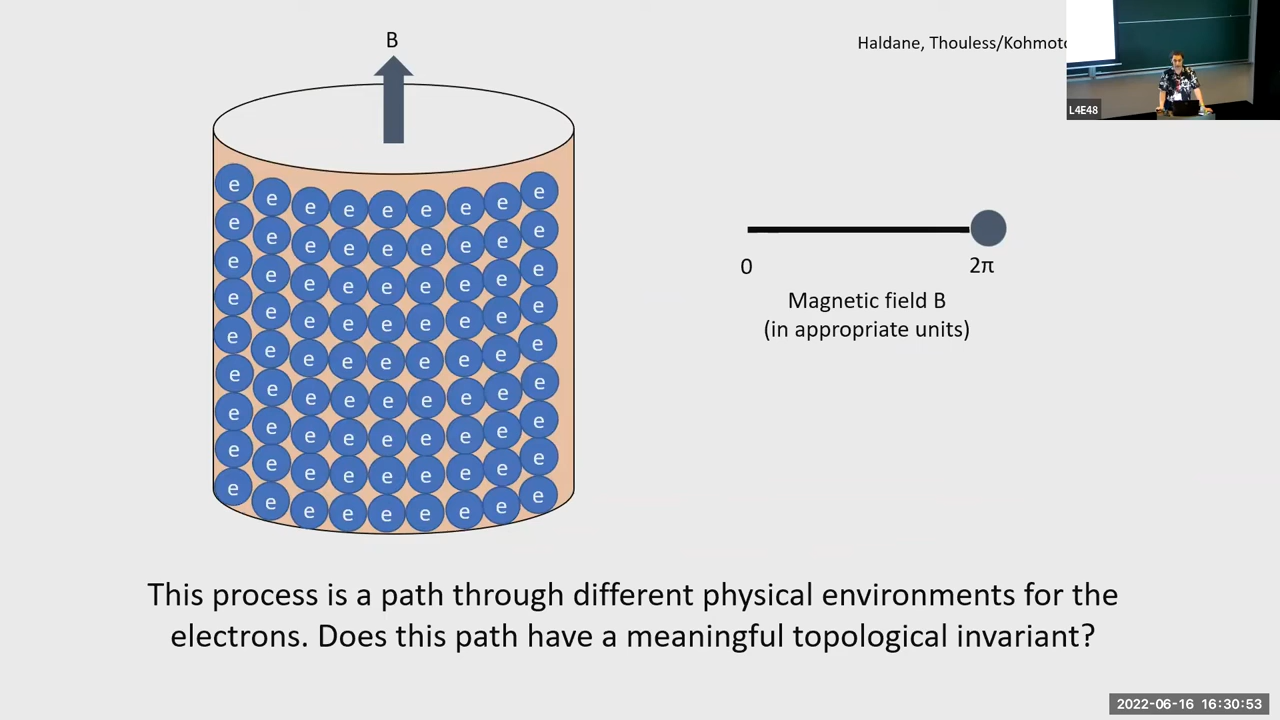 B
Haldane, Thouless/Kohmoto
L4E48
e e e e e e e e e
e e e e e e e e e
e e e e e e e e e
e e e e e e e e e
e e e e e e e e e
e e e e e e e e e
e e e e e e e e e
e e e e e e e e e
e e e e e e e e e
0 2π
Magnetic field B
(in appropriate units)
This process is a path through different physical environments for the
electrons. Does this path have a meaningful topological invariant?
2022-06-16 16:30:53